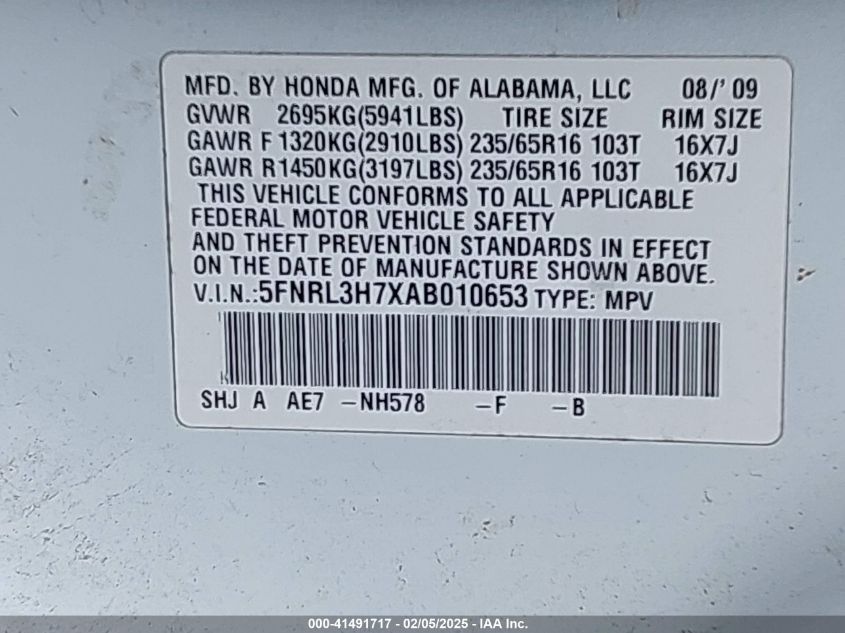 MFD. BY HONDA MFG. OF ALABAMA, LLC 08/'09
GVWR 2695KG(5941LBS) TIRE SIZE RIM SIZE
GAWR F 1320KG(2910LBS) 235/65R16 103T 16X7J
GAWR R1450KG(3197LBS) 235/65R16 103T 16X7J
THIS VEHICLE CONFORMS TO ALL APPLICABLE
FEDERAL MOTOR VEHICLE SAFETY
AND THEFT PREVENTION STANDARDS IN EFFECT
ON THE DATE OF MANUFACTURE SHOWN ABOVE.
V.I.N.:5FNRL3H7XAB010653 TYPE: MPV
SHJ A AE7 -NH578 -F -B
000-41491717 - 02/05/2025 - IAA Inc.